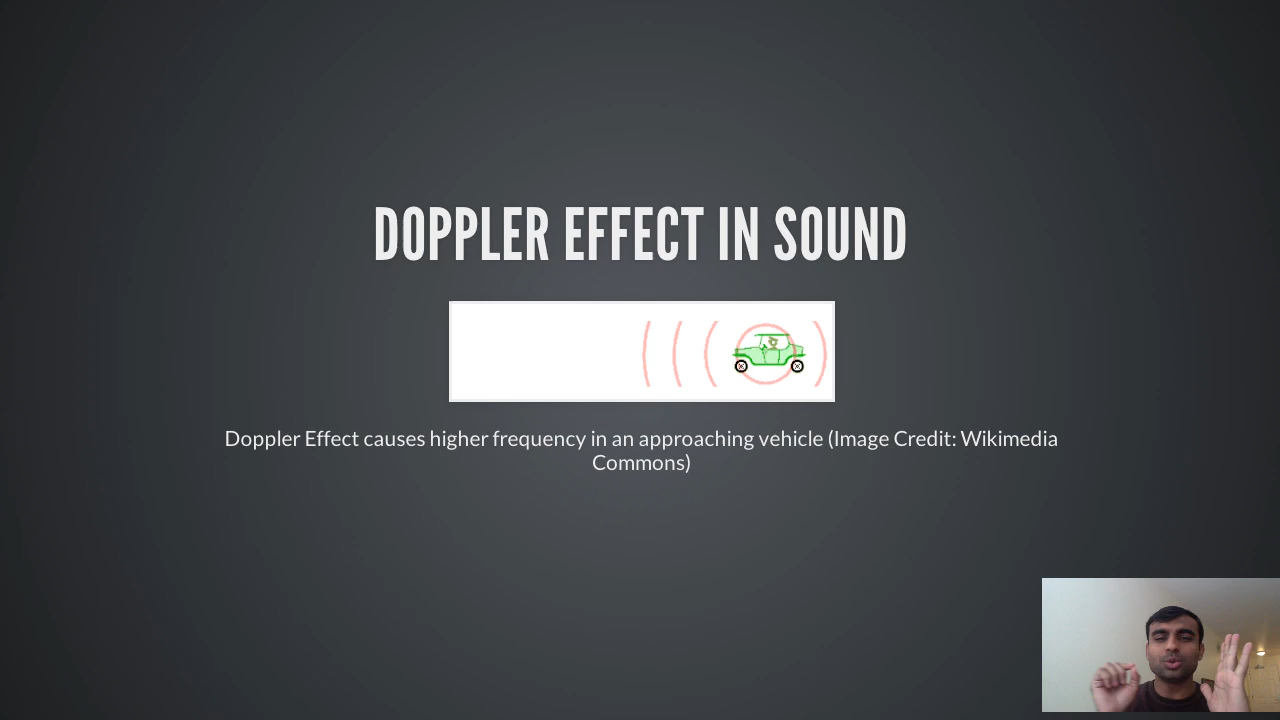 DOPPLER EFFECT IN SOUND
Doppler Effect causes higher frequency in an approaching vehicle (Image Credit: Wikimedia
Commons)